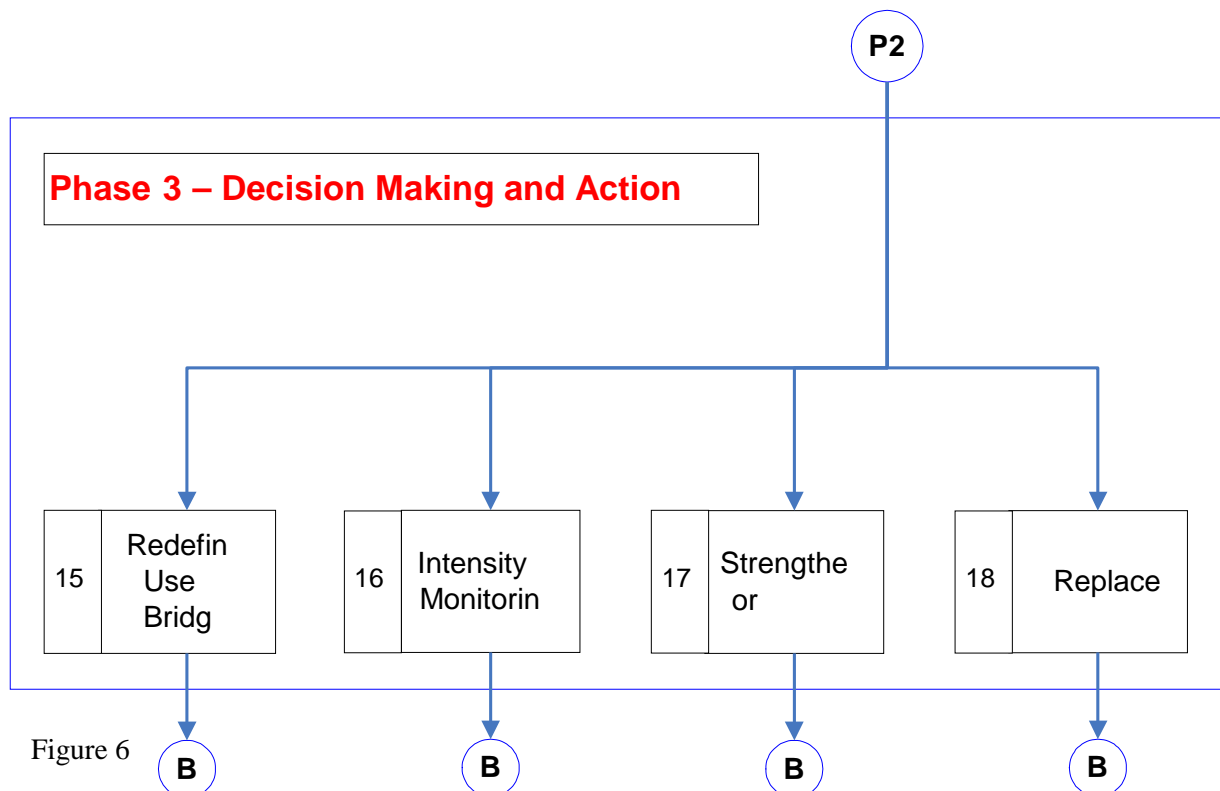 P2
Phase 3 – Decision Making and Action
15
Redefin
Use
Bridg
16
Intensity
Monitorin
17
Strengthe
or
18
Replace
Figure 6
B
B
B
B